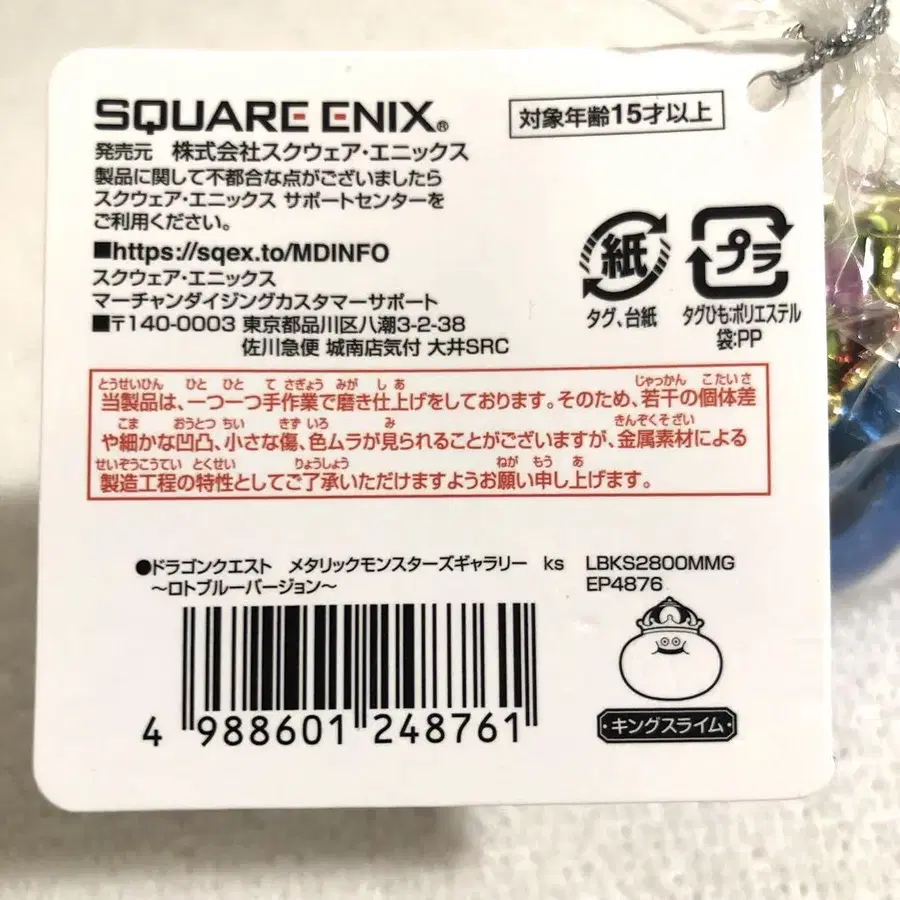 SQUARE ENIX®
対象年齢15才以上
発売元 株式会社スクウェア・エニックス
製品に関して不都合な点がございましたら
スクウェア・エニックス サポートセンターを
ご利用ください。
■https://sqex.to/MDINFO
スクウェア・エニックス
マーチャンダイジングカスタマーサポート
■〒140-0003 東京都品川区八潮3-2-38
佐川急便 城南店気付 大井SRC
紙
タグ、台紙
プラ
タグひも:ポリエステル
袋:PP
とうせいひん ひと ひと て さぎょう みが し あ じゃっかん こたいさ
当製品は、一つ一つ手作業で磨き仕上げをしております。そのため、若干の個体差
こま おうとつ ちい きず いろ み きんぞくそざい
や細かな凹凸、小さな傷、色ムラが見られることがございますが、金属素材による
せいぞうこうてい とくせい りょうしょう ねが もう あ
製造工程の特性としてご了承いただけますようお願い申し上げます。
●ドラゴンクエスト メタリックモンスターズギャラリー ks LBKS2800MMG
～ロトブルーバージョン～ EP4876
4 988601 248761
・キングスライム・